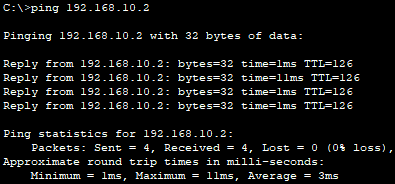 C:\>ping 192.168.10.2
Pinging 192.168.10.2 with 32 bytes of data:
Reply from 192.168.10.2: bytes=32 time=1ms TTL=126
Reply from 192.168.10.2: bytes=32 time=11ms TTL=126
Reply from 192.168.10.2: bytes=32 time=1ms TTL=126
Reply from 192.168.10.2: bytes=32 time=1ms TTL=126
Ping statistics for 192.168.10.2:
Packets: Sent = 4, Received = 4, Lost = 0 (0% loss),
Approximate round trip times in milli-seconds:
Minimum = 1ms, Maximum = 11ms, Average = 3ms